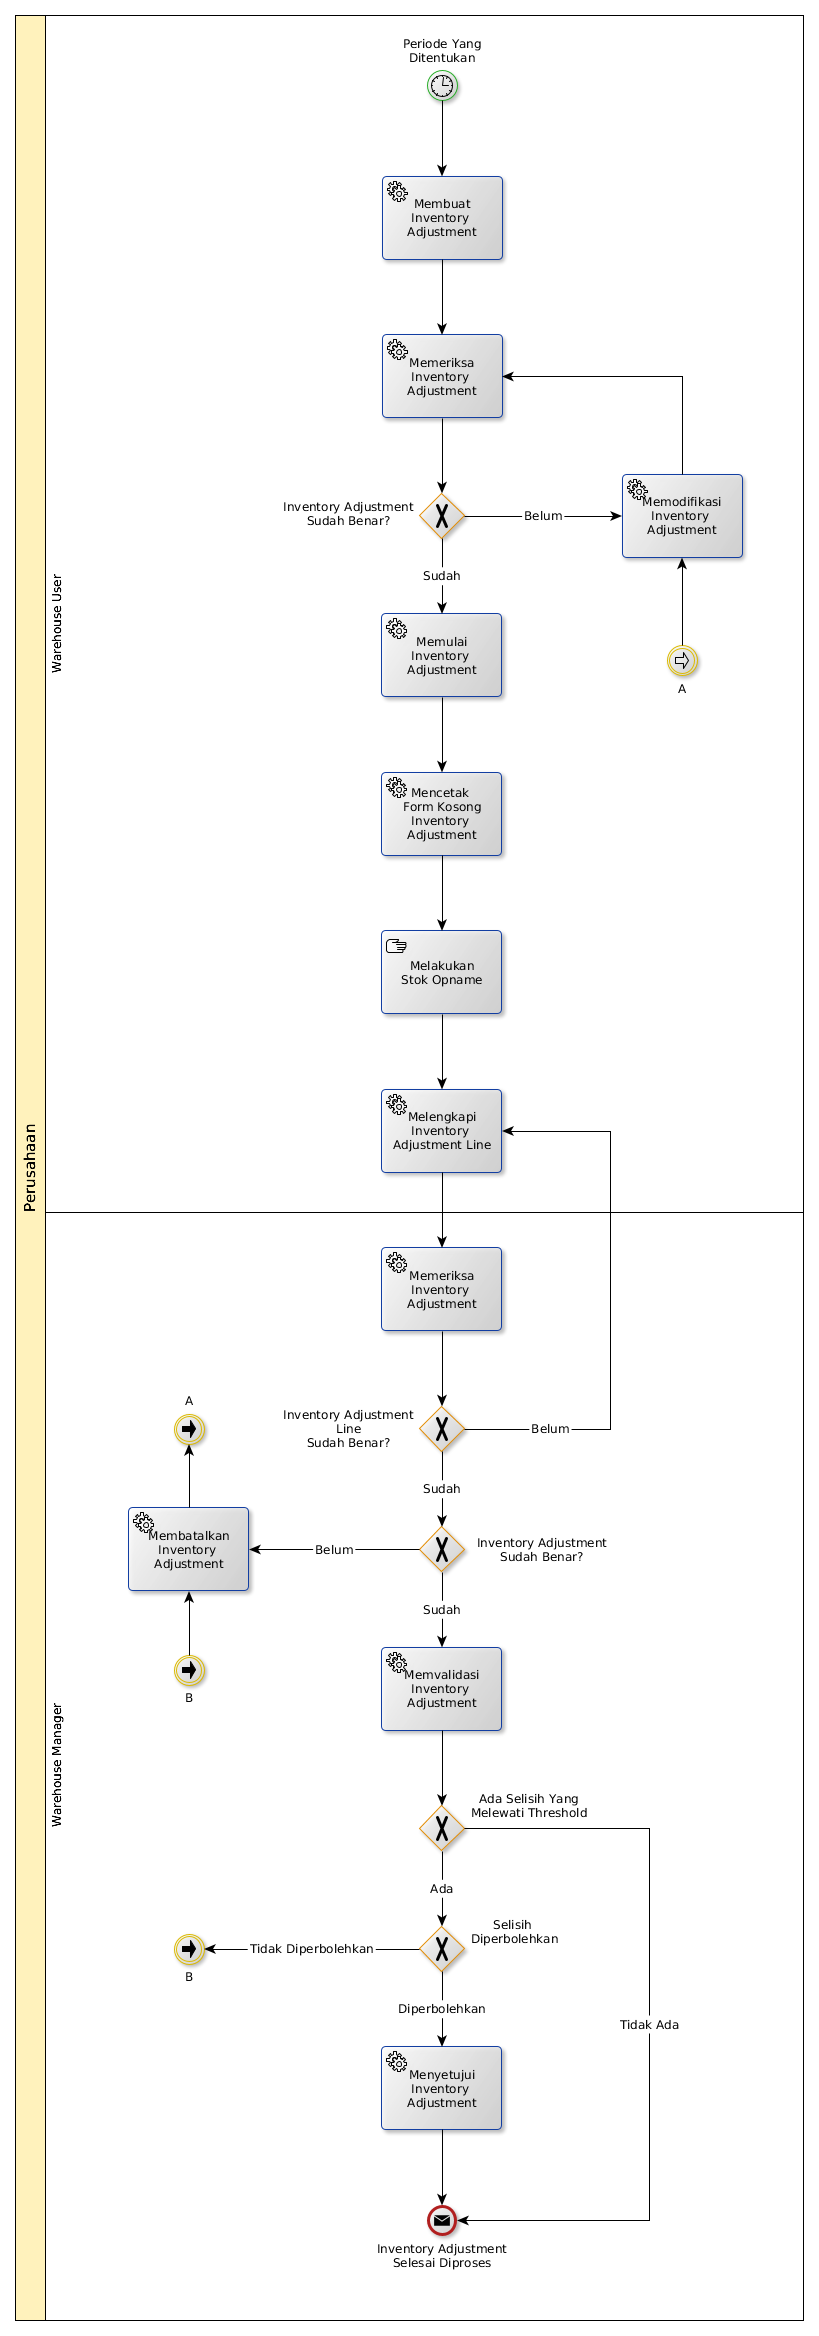 Perusahaan
Warehouse User
Periode Yang
Ditentukan
Membuat
Inventory
Adjustment
Memeriksa
Inventory
Adjustment
Inventory Adjustment
Sudah Benar?
Belum
Memodifikasi
Inventory
Adjustment
Sudah
A
Memulai
Inventory
Adjustment
Mencetak
Form Kosong
Inventory
Adjustment
Melakukan
Stok Opname
Melengkapi
Inventory
Adjustment Line
Warehouse Manager
Memeriksa
Inventory
Adjustment
A
Inventory Adjustment
Line
Sudah Benar?
Belum
Sudah
Membatalkan
Inventory
Adjustment
Belum
Inventory Adjustment
Sudah Benar?
Sudah
B
Memvalidasi
Inventory
Adjustment
Ada Selisih Yang
Melewati Threshold
Ada
Selisih
Diperbolehkan
Tidak Diperbolehkan
B
Diperbolehkan
Tidak Ada
Menyetujui
Inventory
Adjustment
Inventory Adjustment
Selesai Diproses